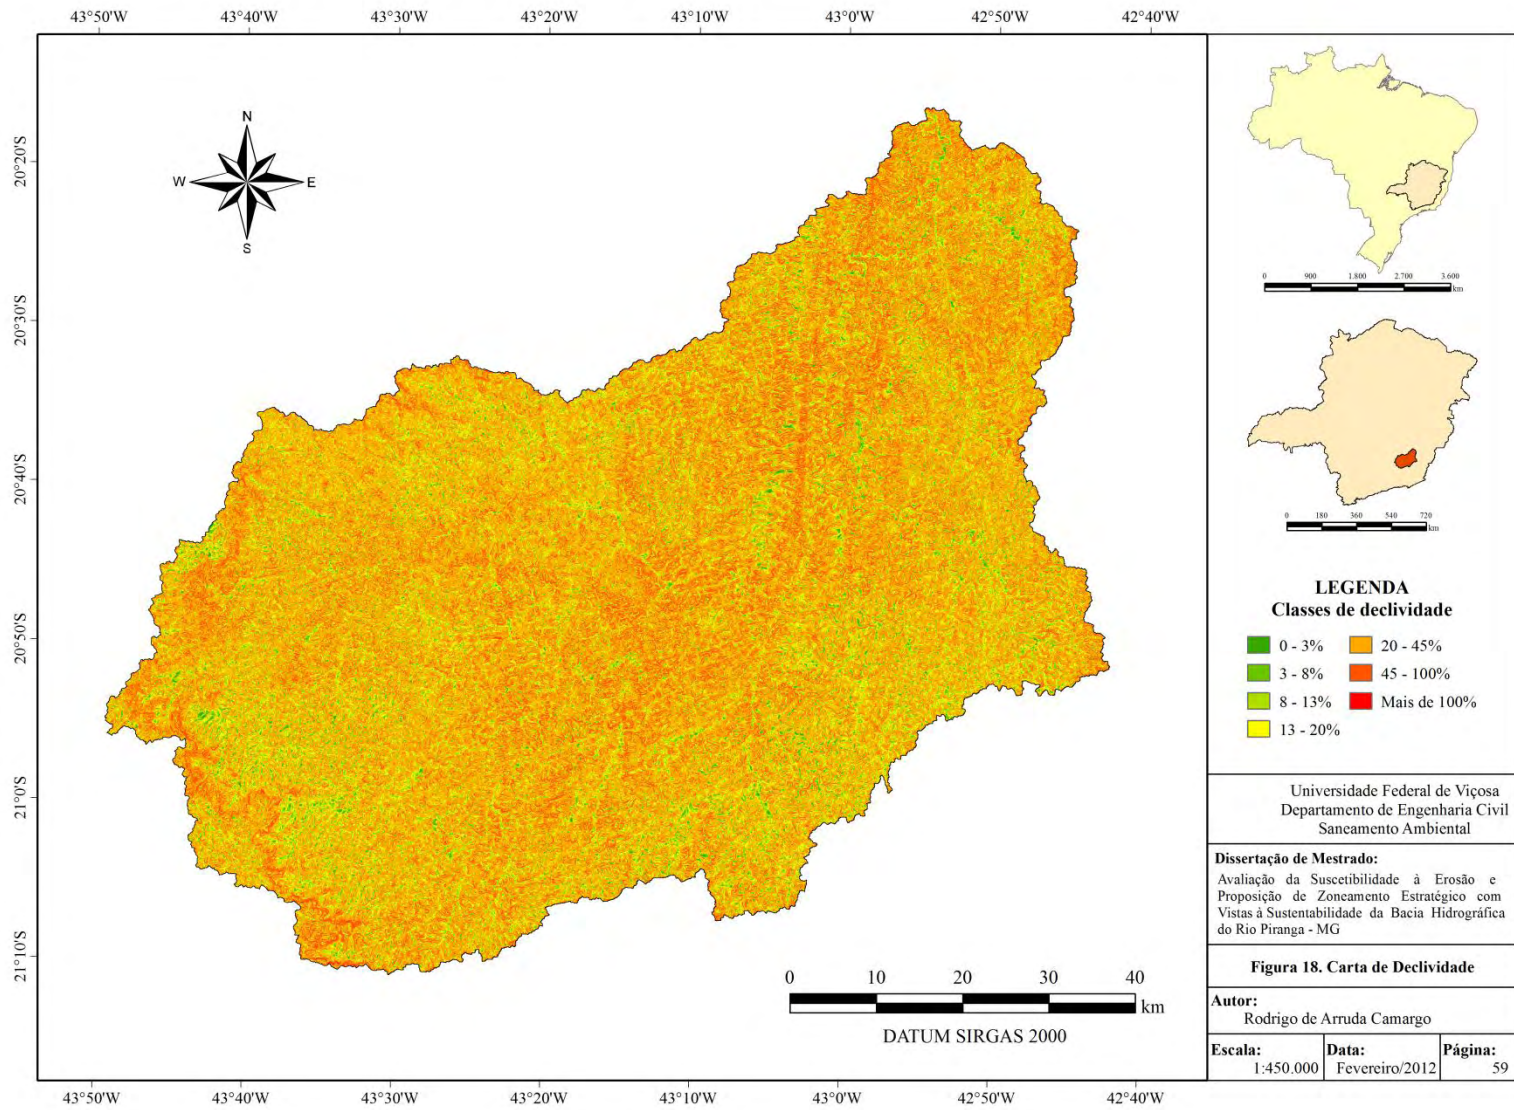 43°50'W 43°40'W 43°30'W 43°20'W 43°10'W 43°0'W 42°50'W 42°40'W
N
W E
S
20°20'S
20°30'S
20°40'S
20°50'S
21°0'S
21°10'S
0 10 20 30 40
km
DATUM SIRGAS 2000
43°50'W 43°40'W 43°30'W 43°20'W 43°10'W 43°0'W 42°50'W 42°40'W
0 900 1.800 2.700 3.600
km
0 180 360 540 720
km
LEGENDA
Classes de declividade
0 - 3% 20 - 45%
3 - 8% 45 - 100%
8 - 13% Mais de 100%
13 - 20%
Universidade Federal de Viçosa
Departamento de Engenharia Civil
Saneamento Ambiental
Dissertação de Mestrado:
Avaliação da Suscetibilidade à Erosão e
Proposição de Zoneamento Estratégico com
Vistas à Sustentabilidade da Bacia Hidrográfica
do Rio Piranga - MG
Figura 18. Carta de Declividade
Autor:
Rodrigo de Arruda Camargo
Escala: Data: Página:
1:450.000 Fevereiro/2012 59